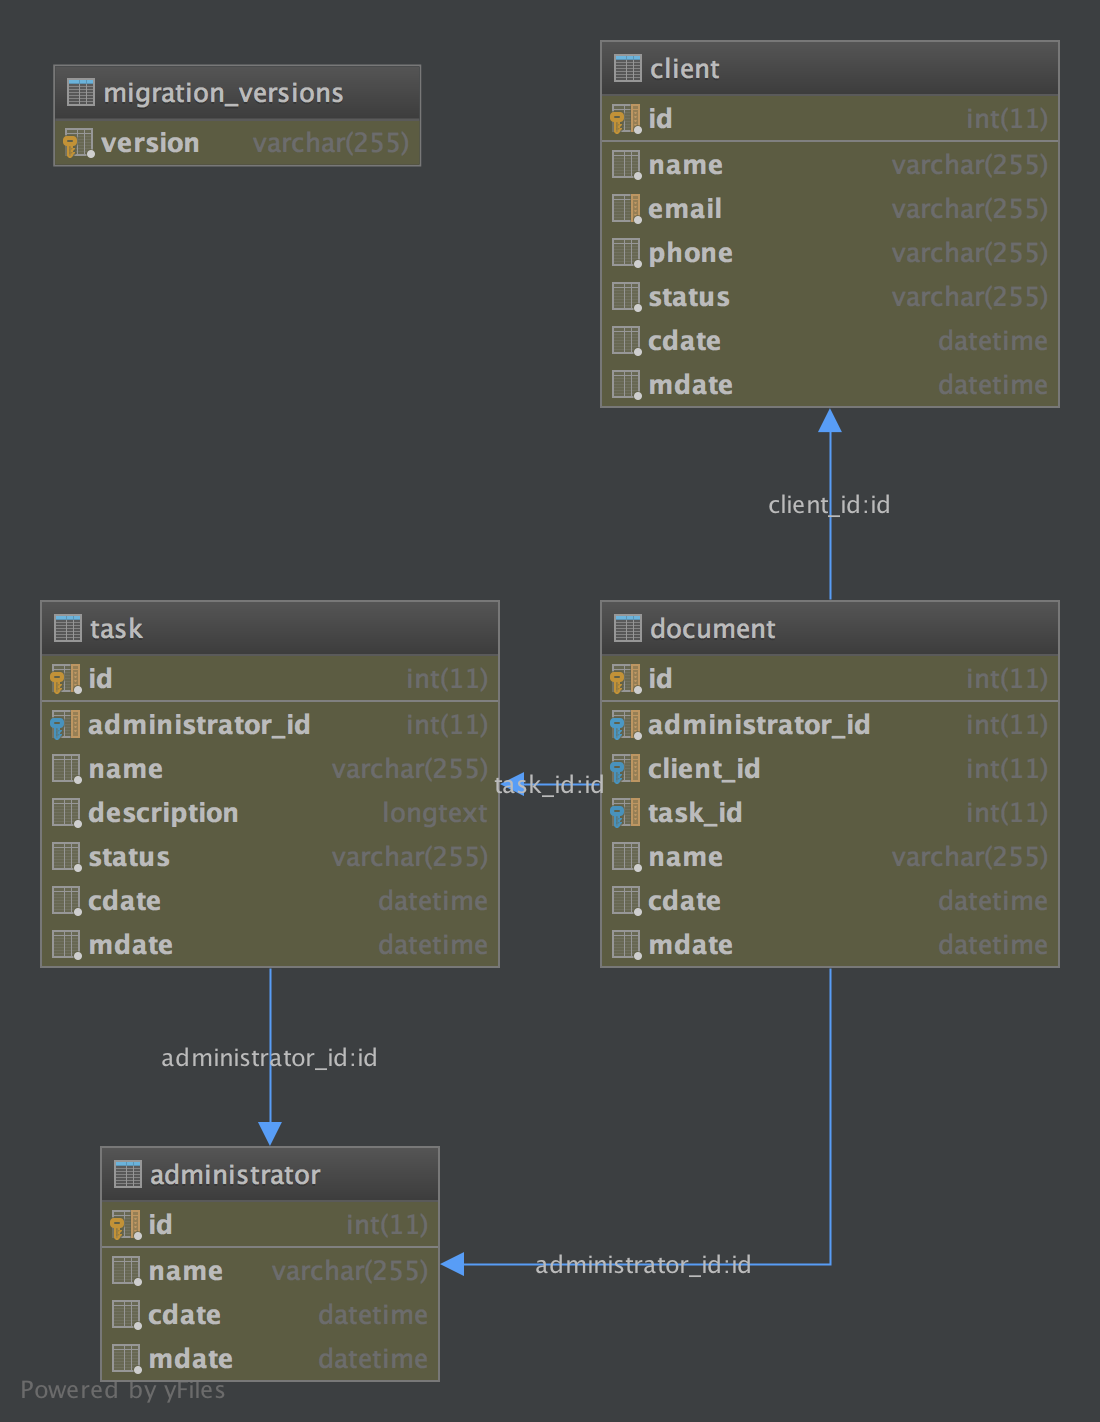 migration_versions
version varchar(255)
client
id int(11)
name varchar(255)
email varchar(255)
phone varchar(255)
status varchar(255)
cdate datetime
mdate datetime
client_id:id
task
id int(11)
administrator_id int(11)
name varchar(255)
description longtext
status varchar(255)
cdate datetime
mdate datetime
task_id:id
document
id int(11)
administrator_id int(11)
client_id int(11)
task_id int(11)
name varchar(255)
cdate datetime
mdate datetime
administrator_id:id
administrator
id int(11)
name varchar(255)
cdate datetime
mdate datetime
administrator_id:id
Powered by yFiles